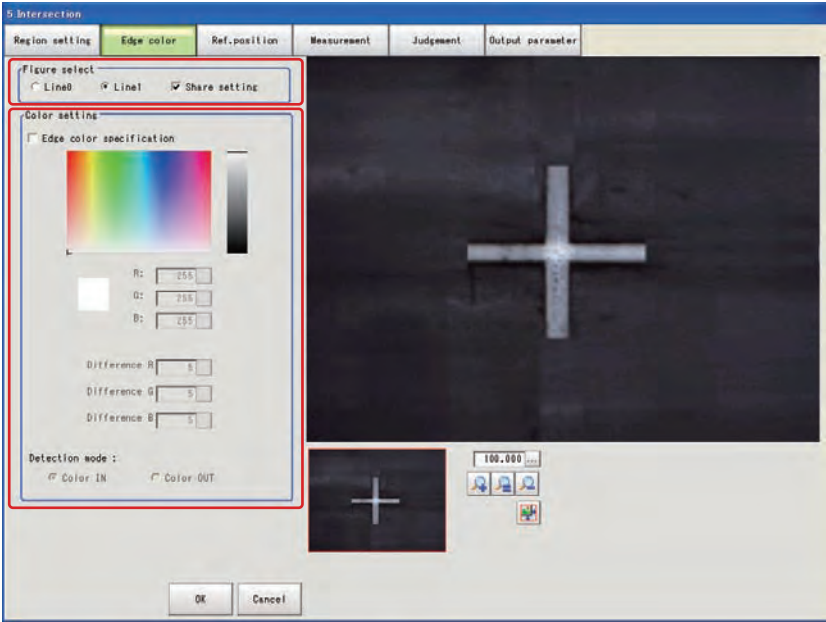 5.Intersection
Region setting Edge color Ref.position Measurement Judgement Output parameter
Figure select
Line0 Line1 Share setting
Color setting
Edge color specification
R: 255
G: 255
B: 255
Difference R 5
Difference G 5
Difference B 5
Detection mode :
Color IN Color OUT
100.000 ...
OK Cancel